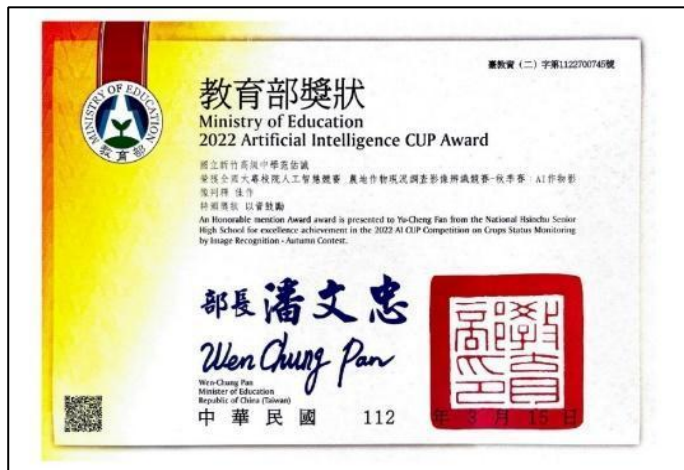 臺教資（二）字第1122700745號
MINISTRY OF EDUCATION
教育部
教育部獎狀
Ministry of Education
2022 Artificial Intelligence CUP Award
國立新竹高級中學范佑誠
榮獲全國大專校院人工智慧競賽 農地作物現況調查影像辨識競賽-秋季賽：AI作物影
像判釋 佳作
特頒獎狀 以資鼓勵
An Honorable mention Award award is presented to Yu-Cheng Fan from the National Hsinchu Senior
High School for excellence achievement in the 2022 AI CUP Competition on Crops Status Monitoring
by Image Recognition - Autumn Contest.
部長 潘文忠
Wen Chung Pan
Wen-Chung Pan
Minister of Education
Republic of China (Taiwan)
中華民國 112 年 3 月 15 日